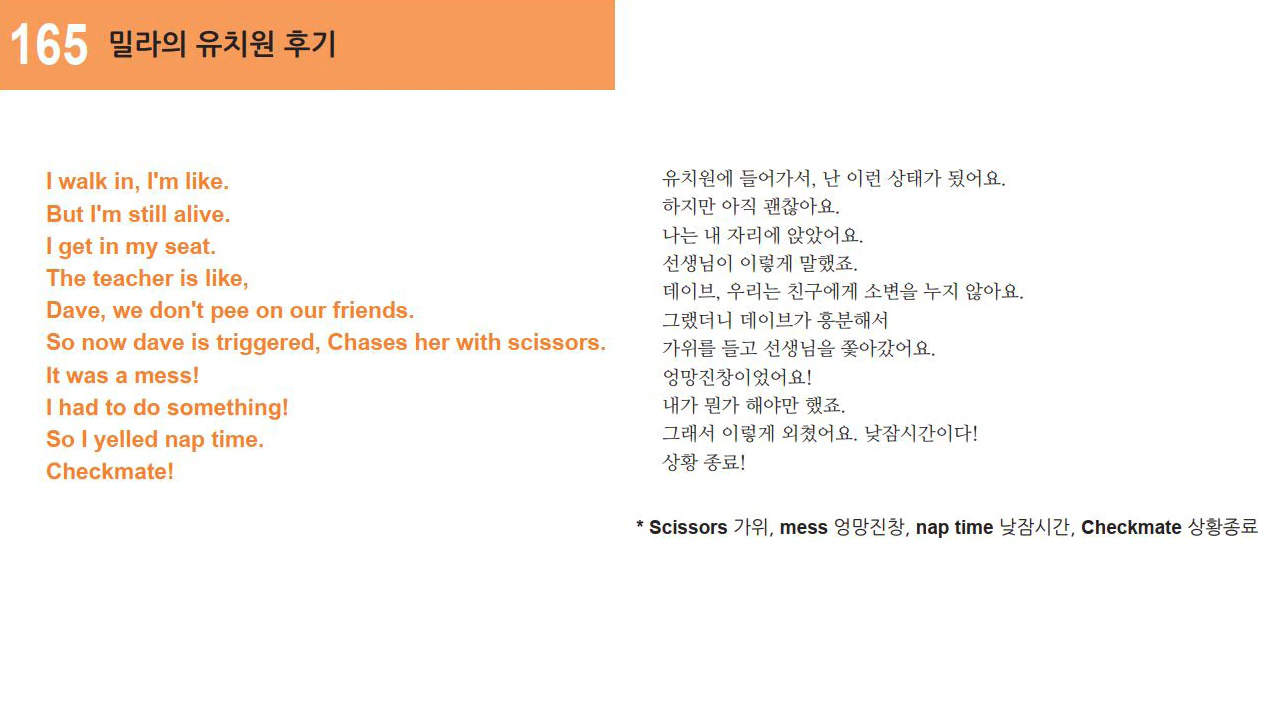 165 밀라의 유치원 후기
I walk in, I'm like.
But I'm still alive.
I get in my seat.
The teacher is like,
Dave, we don't pee on our friends.
So now dave is triggered, Chases her with scissors.
It was a mess!
I had to do something!
So I yelled nap time.
Checkmate!
유치원에 들어가서, 난 이런 상태가 됬어요.
하지만 아직 괜찮아요.
나는 내 자리에 앉았어요.
선생님이 이렇게 말했죠.
데이브, 우리는 친구에게 소변을 누지 않아요.
그랬더니 데이브가 흥분해서
가위를 들고 선생님을 쫓아갔어요.
엉망진창이었어요!
내가 뭔가 해야만 했죠.
그래서 이렇게 외쳤어요. 낮잠시간이다!
상황 종료!
* Scissors 가위, mess 엉망진창, nap time 낮잠시간, Checkmate 상황종료